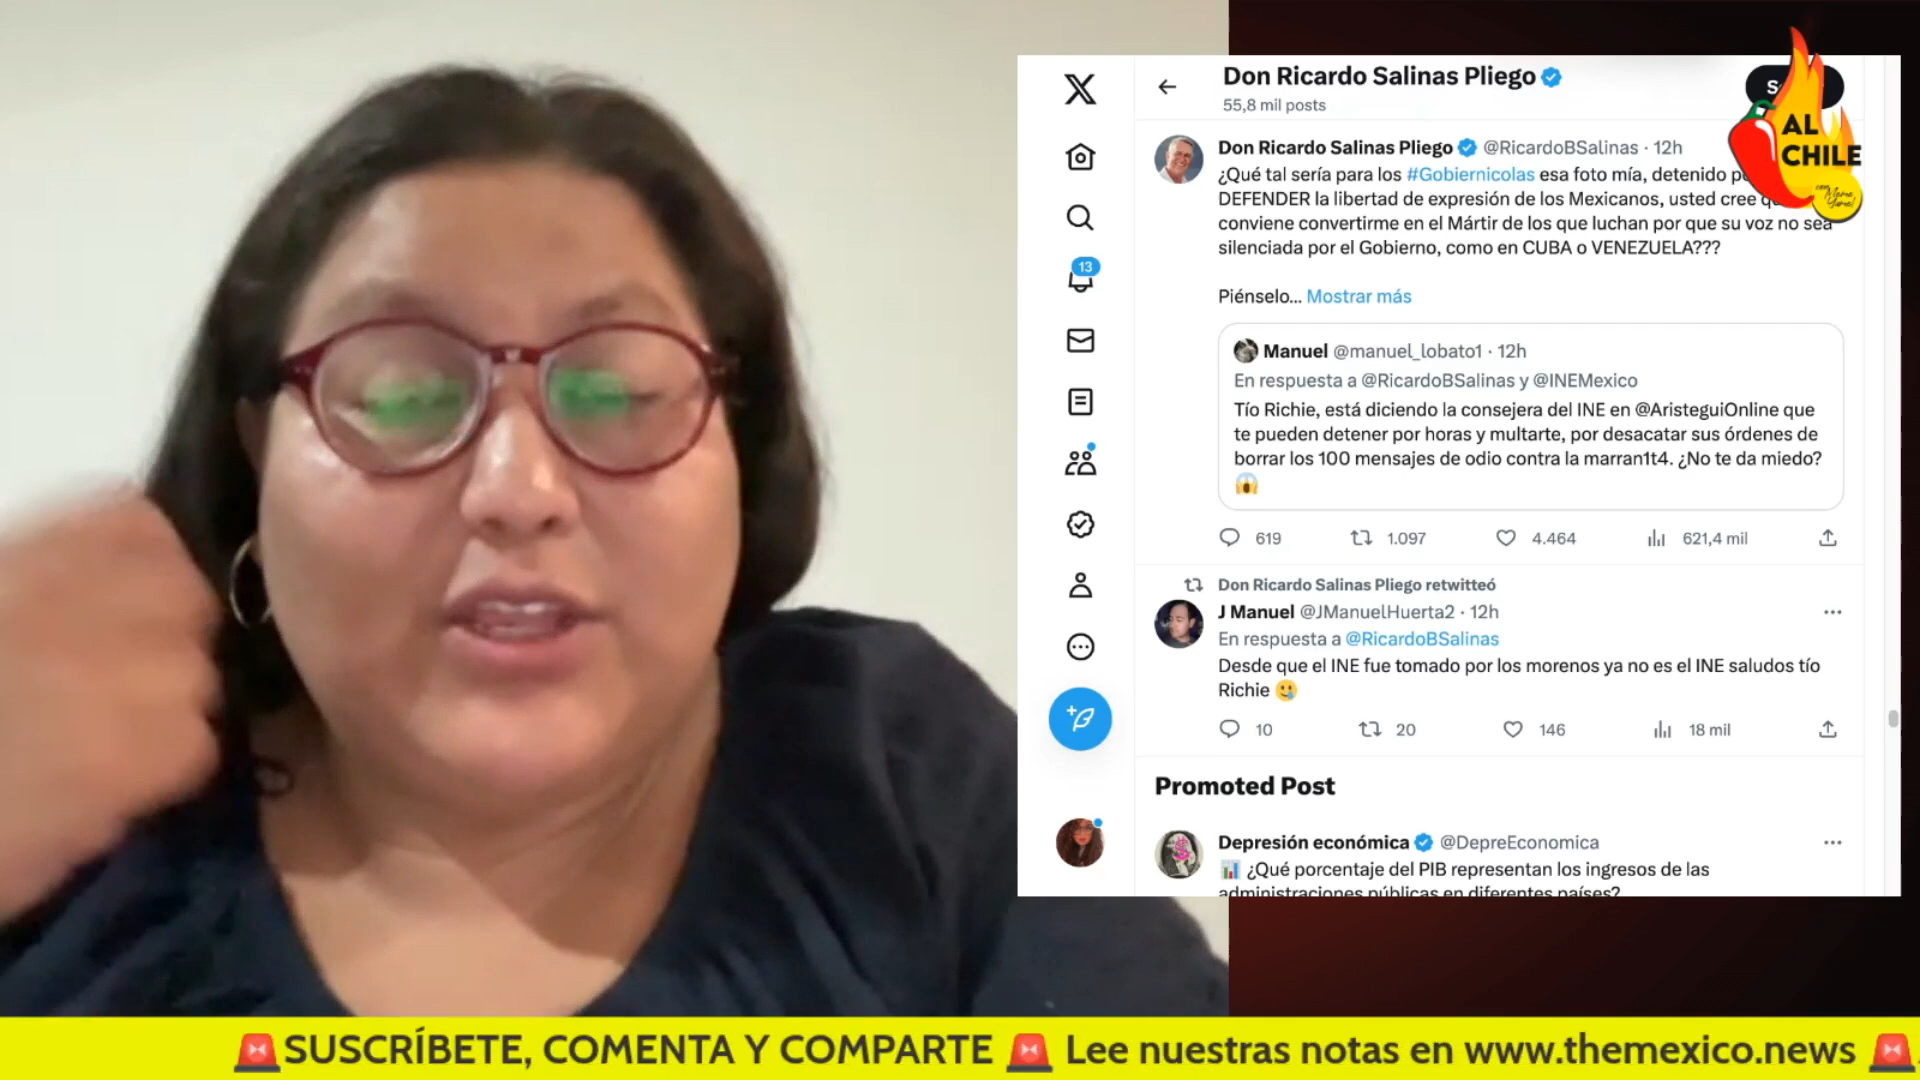 Don Ricardo Salinas Pliego
55,8 mil posts
Don Ricardo Salinas Pliego @RicardoBSalinas · 12h
¿Qué tal sería para los #Gobiernicolas esa foto mía, detenido
DEFENDER la libertad de expresión de los Mexicanos, usted cree
conviene convertirme en el Mártir de los que luchan por que su voz no sea
silenciada por el Gobierno, como en CUBA o VENEZUELA???
Piénselo... Mostrar más
Manuel @manuel_lobato1 · 12h
En respuesta a @RicardoBSalinas y @INEMexico
Tío Richie, está diciendo la consejera del INE en @AristeguiOnline que
te pueden detener por horas y multarte, por desacatar sus órdenes de
borrar los 100 mensajes de odio contra la marran1t4. ¿No te da miedo?
😱
619 1.097 4.464 621,4 mil
Don Ricardo Salinas Pliego retwitteó
J Manuel @JManuelHuerta2 · 12h
En respuesta a @RicardoBSalinas
Desde que el INE fue tomado por los morenos ya no es el INE saludos tío
Richie 🥲
10 20 146 18 mil
Promoted Post
Depresión económica @DepreEconomica
📊 ¿Qué porcentaje del PIB representan los ingresos de las
administraciones públicas en diferentes países?
13
AL
CHILE
🚨SUSCRÍBETE, COMENTA Y COMPARTE 🚨 Lee nuestras notas en www.themexico.news 🚨